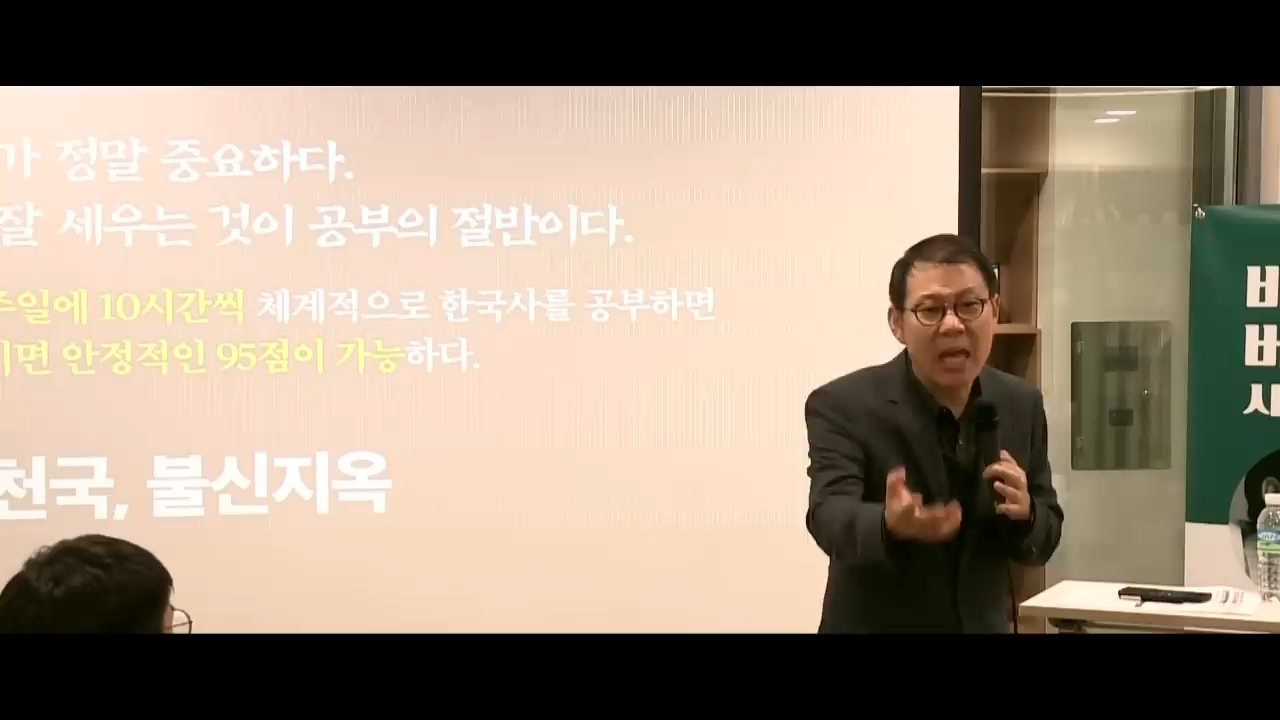 가 정말 중요하다.
잘 세우는 것이 공부의 절반이다.
주일에 10시간씩 체계적으로 한국사를 공부하면
이면 안정적인 95점이 가능하다.
천국, 불신지옥